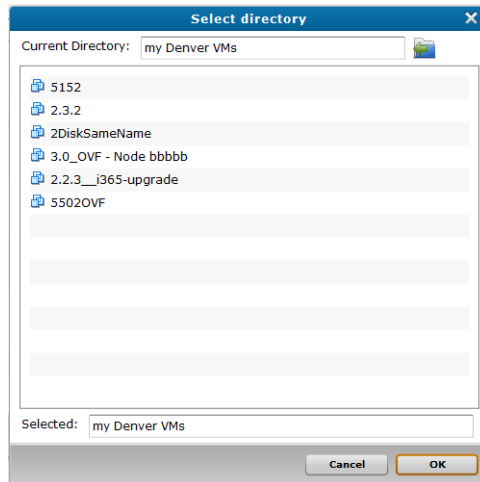 Select directory
Current Directory: my Denver VMs
5152
2.3.2
2DiskSameName
3.0_OVF - Node bbbbb
2.2.3__i365-upgrade
5502OVF
Selected: my Denver VMs
Cancel OK